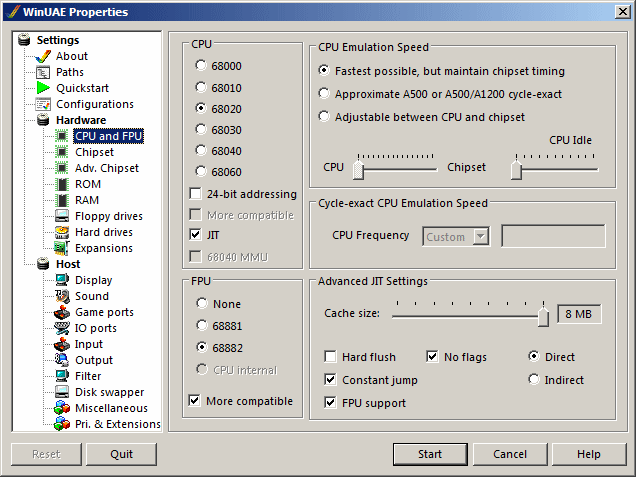 WinUAE Properties
Settings
About
Paths
Quickstart
Configurations
Hardware
CPU and FPU
Chipset
Adv. Chipset
ROM
RAM
Floppy drives
Hard drives
Expansions
Host
Display
Sound
Game ports
IO ports
Input
Output
Filter
Disk swapper
Miscellaneous
Pri. & Extensions
CPU
68000
68010
68020
68030
68040
68060
24-bit addressing
More compatible
JIT
68040 MMU
FPU
None
68881
68882
CPU internal
More compatible
CPU Emulation Speed
Fastest possible, but maintain chipset timing
Approximate A500 or A500/A1200 cycle-exact
Adjustable between CPU and chipset
CPU Idle
CPU Chipset
Cycle-exact CPU Emulation Speed
CPU Frequency Custom
Advanced JIT Settings
Cache size: 8 MB
Hard flush No flags Direct
Constant jump Indirect
FPU support
Reset Quit Start Cancel Help